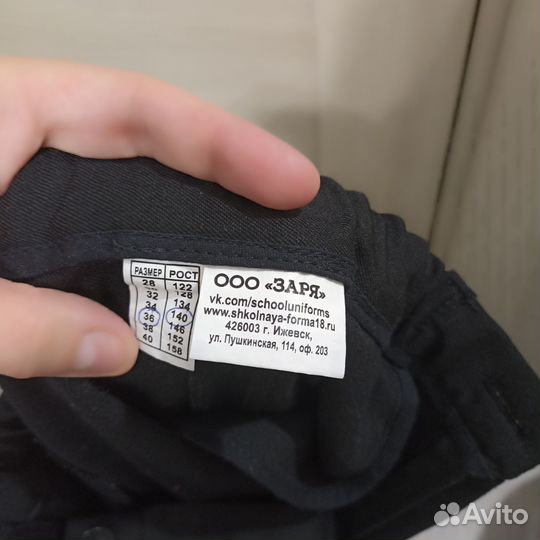 РАЗМЕР РОСТ
28 122
32 128
34 134
36 140
38 146
40 152
158
ООО «ЗАРЯ»
vk.com/schooluniforms
www.shkolnaya-forma18.ru
426003 г. Ижевск,
ул. Пушкинская, 114, оф. 203
Avito